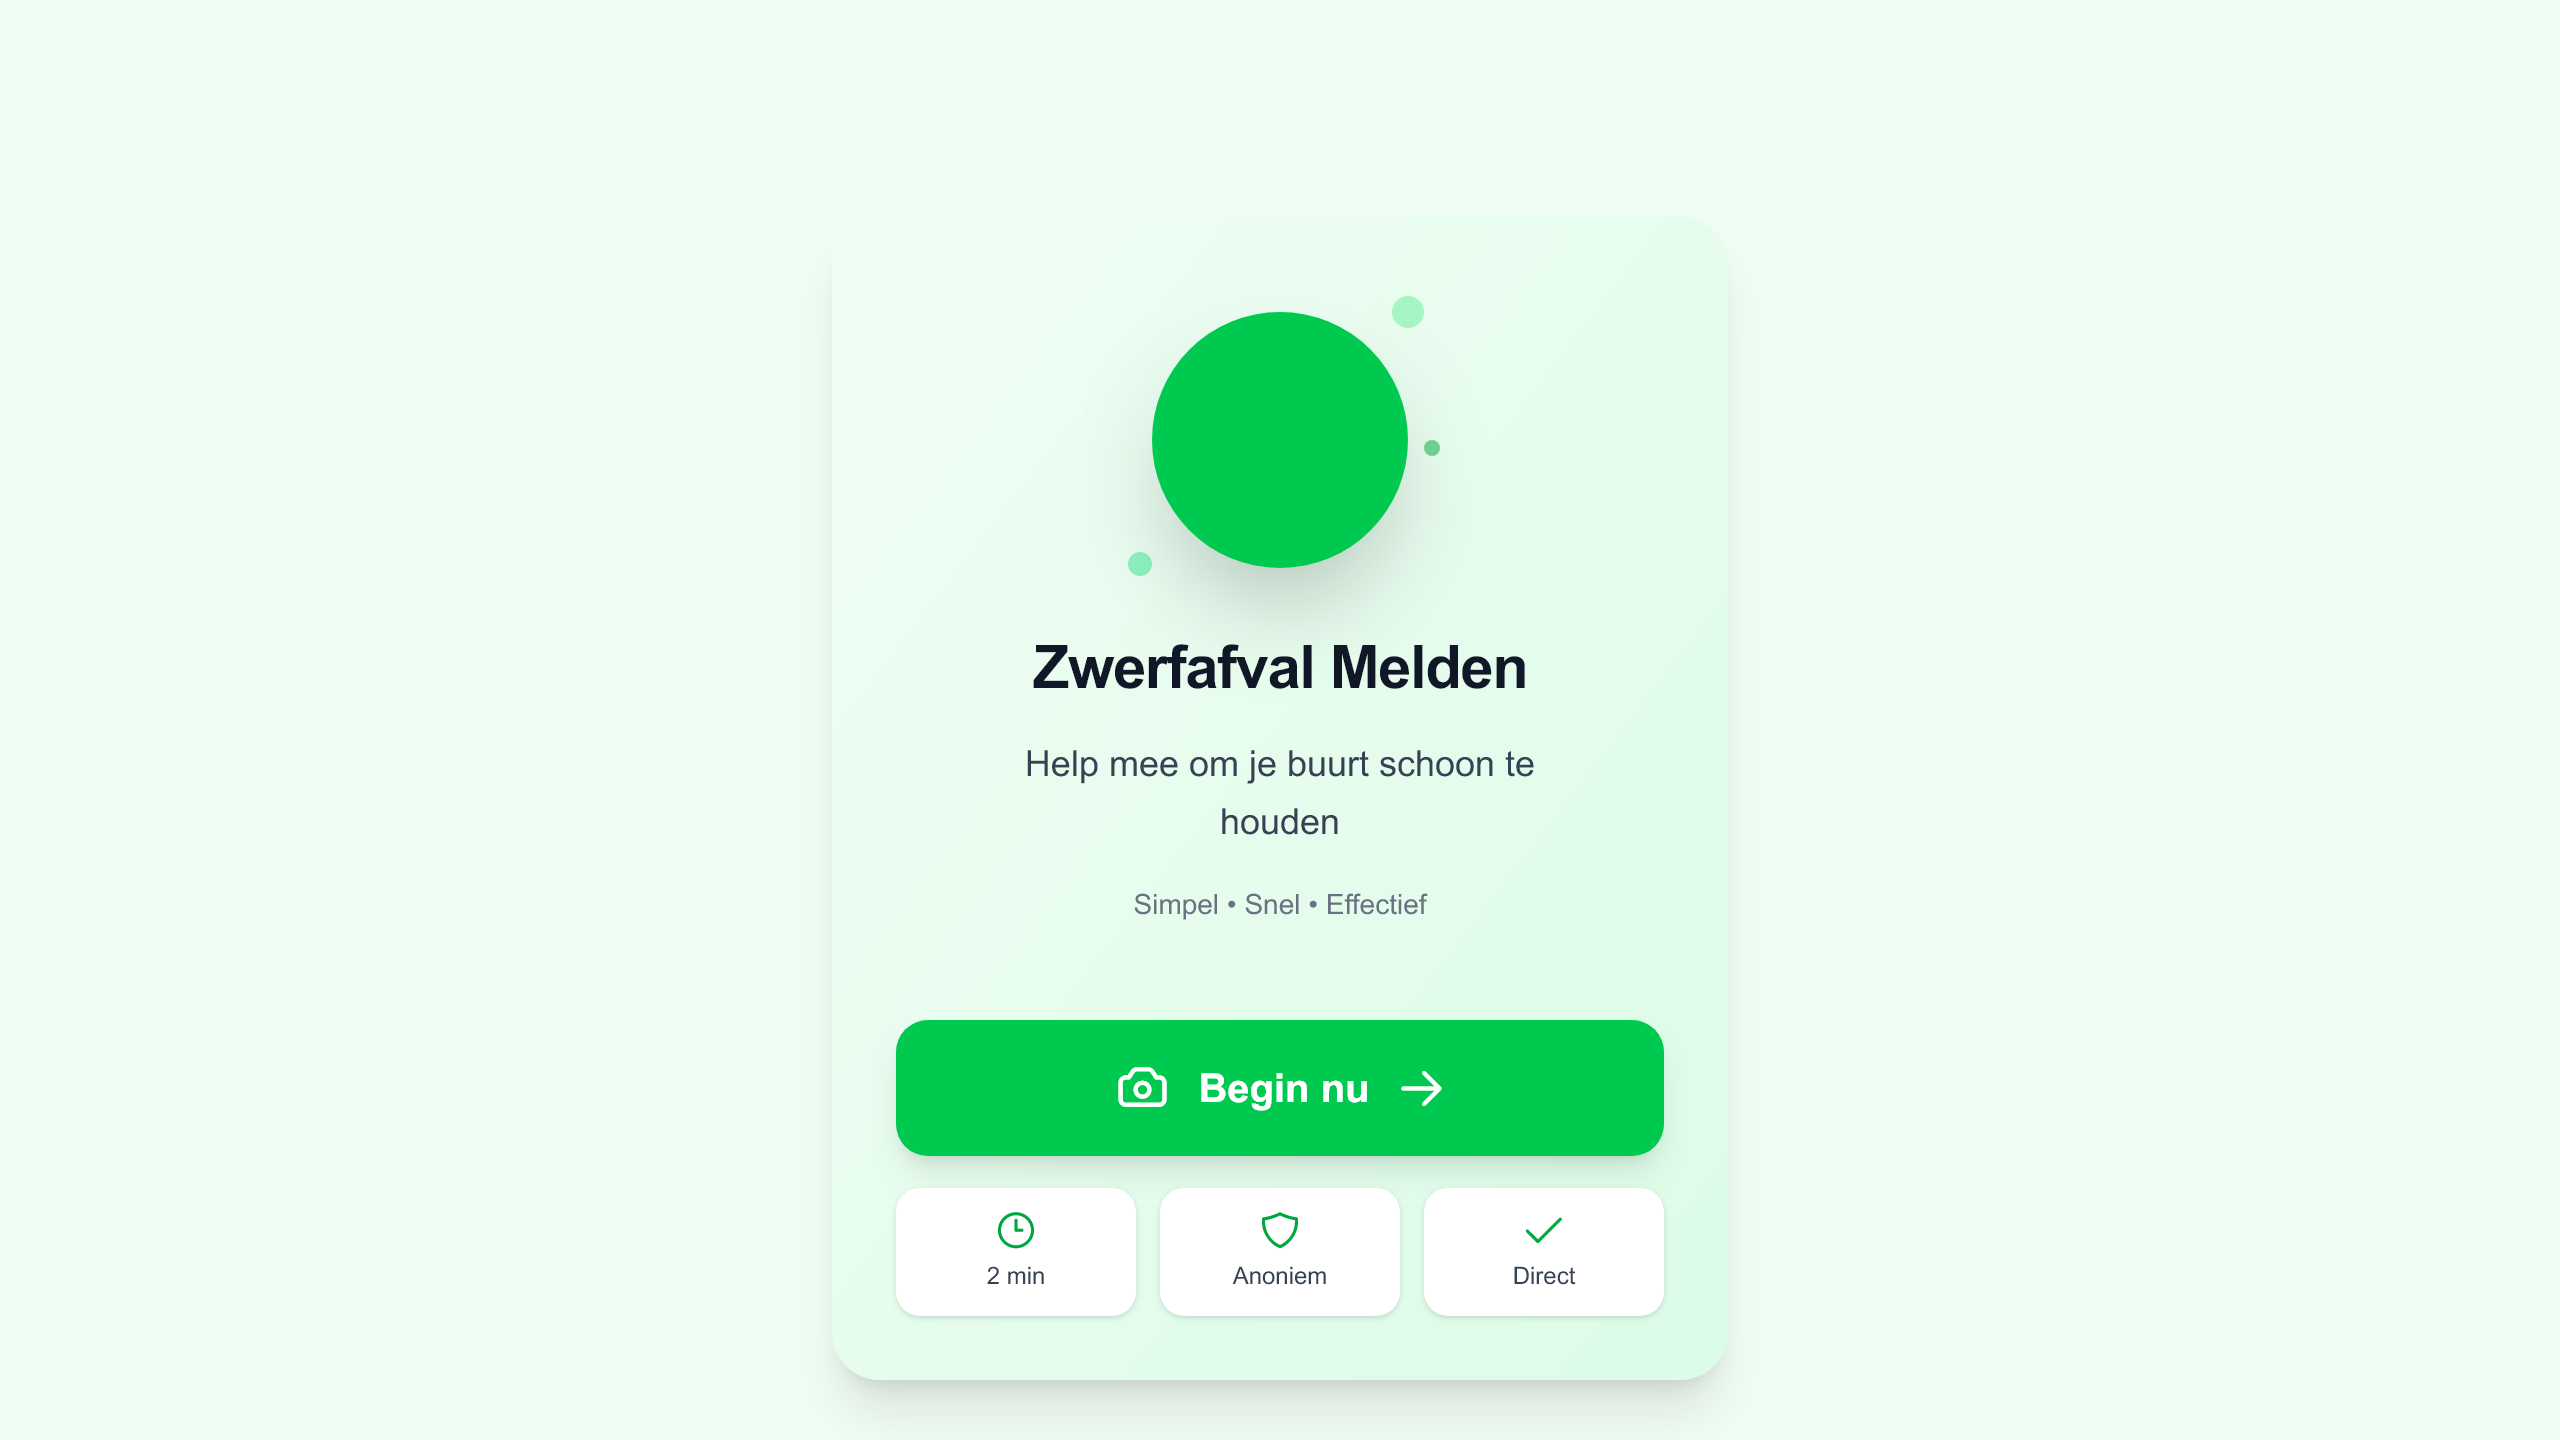 Zwerfafval Melden
Help mee om je buurt schoon te
houden
Simpel • Snel • Effectief
Begin nu
2 min
Anoniem
Direct